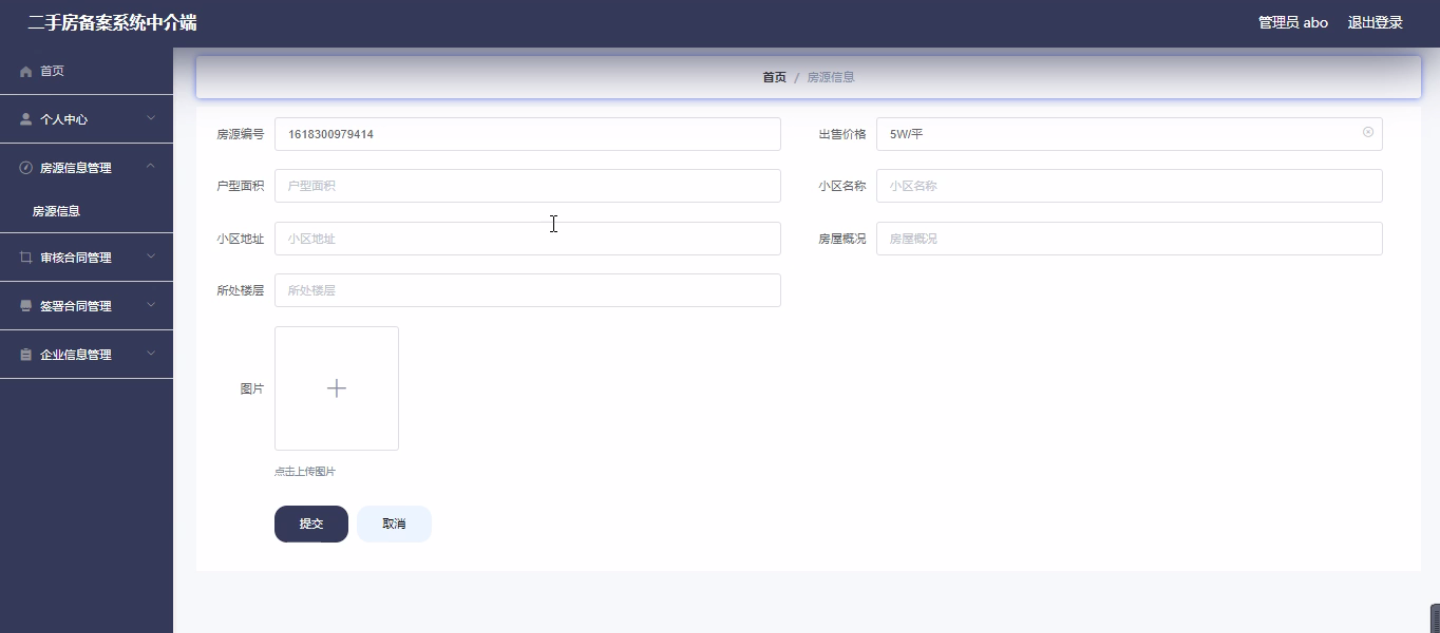 二手房备案系统中介端
管理员 abo 退出登录
首页
个人中心
房源信息管理
房源信息
审核合同管理
签署合同管理
企业信息管理
首页 / 房源信息
房源编号 1618300979414 出售价格 5W/平
户型面积 户型面积 小区名称 小区名称
小区地址 小区地址 房屋概况 房屋概况
所处楼层 所处楼层
图片
点击上传图片
提交 取消